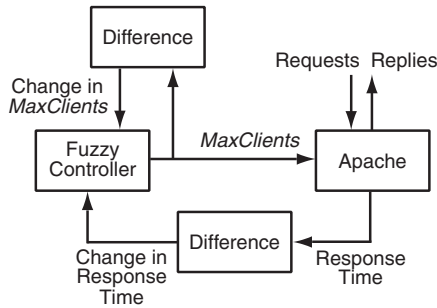 Difference
Requests Replies
Change in
MaxClients
MaxClients
Fuzzy
Controller
Apache
Difference
Change in
Response
Time
Response
Time